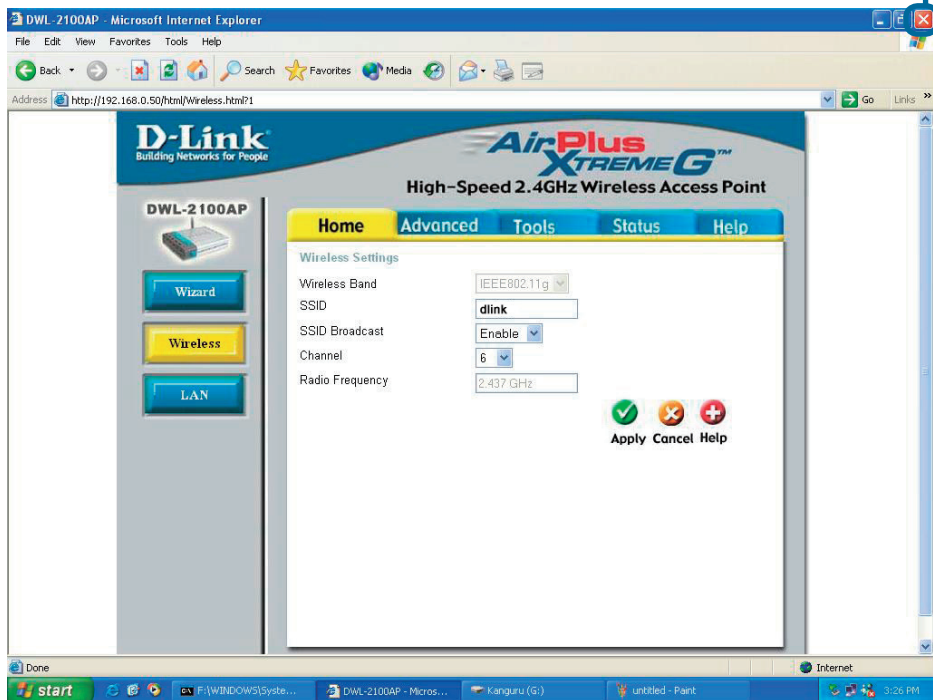 DWL-2100AP - Microsoft Internet Explorer
File Edit View Favorites Tools Help
Back Search Favorites Media
Address http://192.168.0.50/html/Wireless.html?1 Go Links »
D-Link
Building Networks for People
AirPlus
XTREME G™
High-Speed 2.4GHz Wireless Access Point
DWL-2100AP
Home Advanced Tools Status Help
Wizard
Wireless
LAN
Wireless Settings
Wireless Band IEEE802.11g
SSID dlink
SSID Broadcast Enable
Channel 6
Radio Frequency 2.437 GHz
Apply Cancel Help
Done Internet
start F:\WINDOWS\Syste... DWL-2100AP - Micros... Kanguru (G:) untitled - Paint 3:26 PM